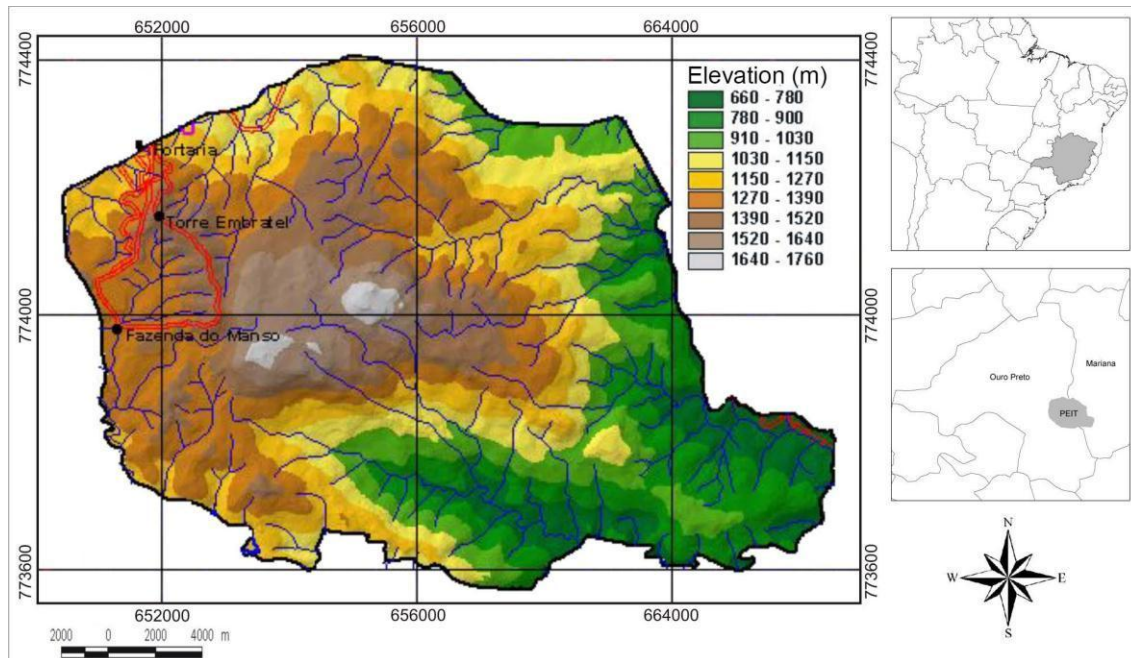 652000 656000 664000
774400 774400
Elevation (m)
660 - 780
780 - 900
910 - 1030
1030 - 1150
1150 - 1270
1270 - 1390
1390 - 1520
1520 - 1640
1640 - 1760
Portaria
Torre Embratel
774000 774000
Fazenda do Manso
773600 773600
652000 656000 664000
2000 0 2000 4000 m
Ouro Preto
Mariana
PEIT
N
W E
S